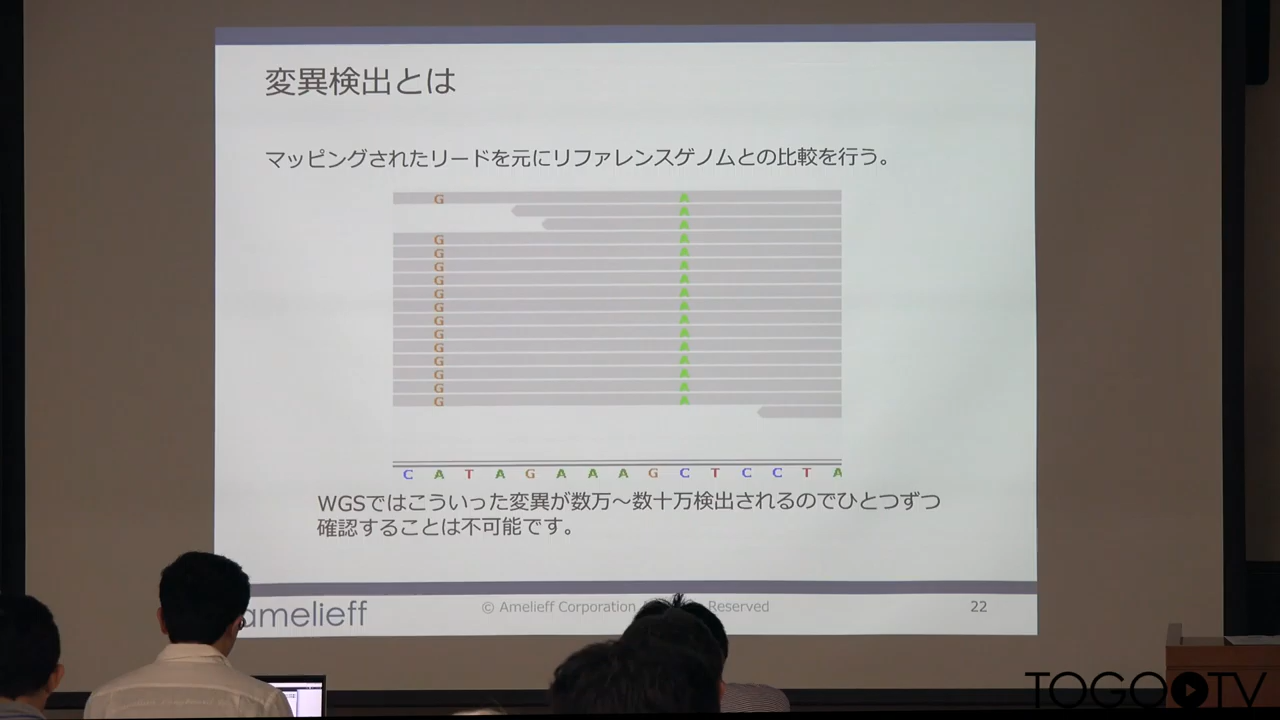 変異検出とは
マッピングされたリードを元にリファレンスゲノムとの比較を行う。
G A
A
A
G A
G A
G A
G A
G A
G A
G A
G A
G A
G A
G A
G A
G A
C A T A G A A A G C T C C T A
WGSではこういった変異が数万～数十万検出されるのでひとつずつ
確認することは不可能です。
amelieff
© Amelieff Corporation Reserved
22
TOGOTV